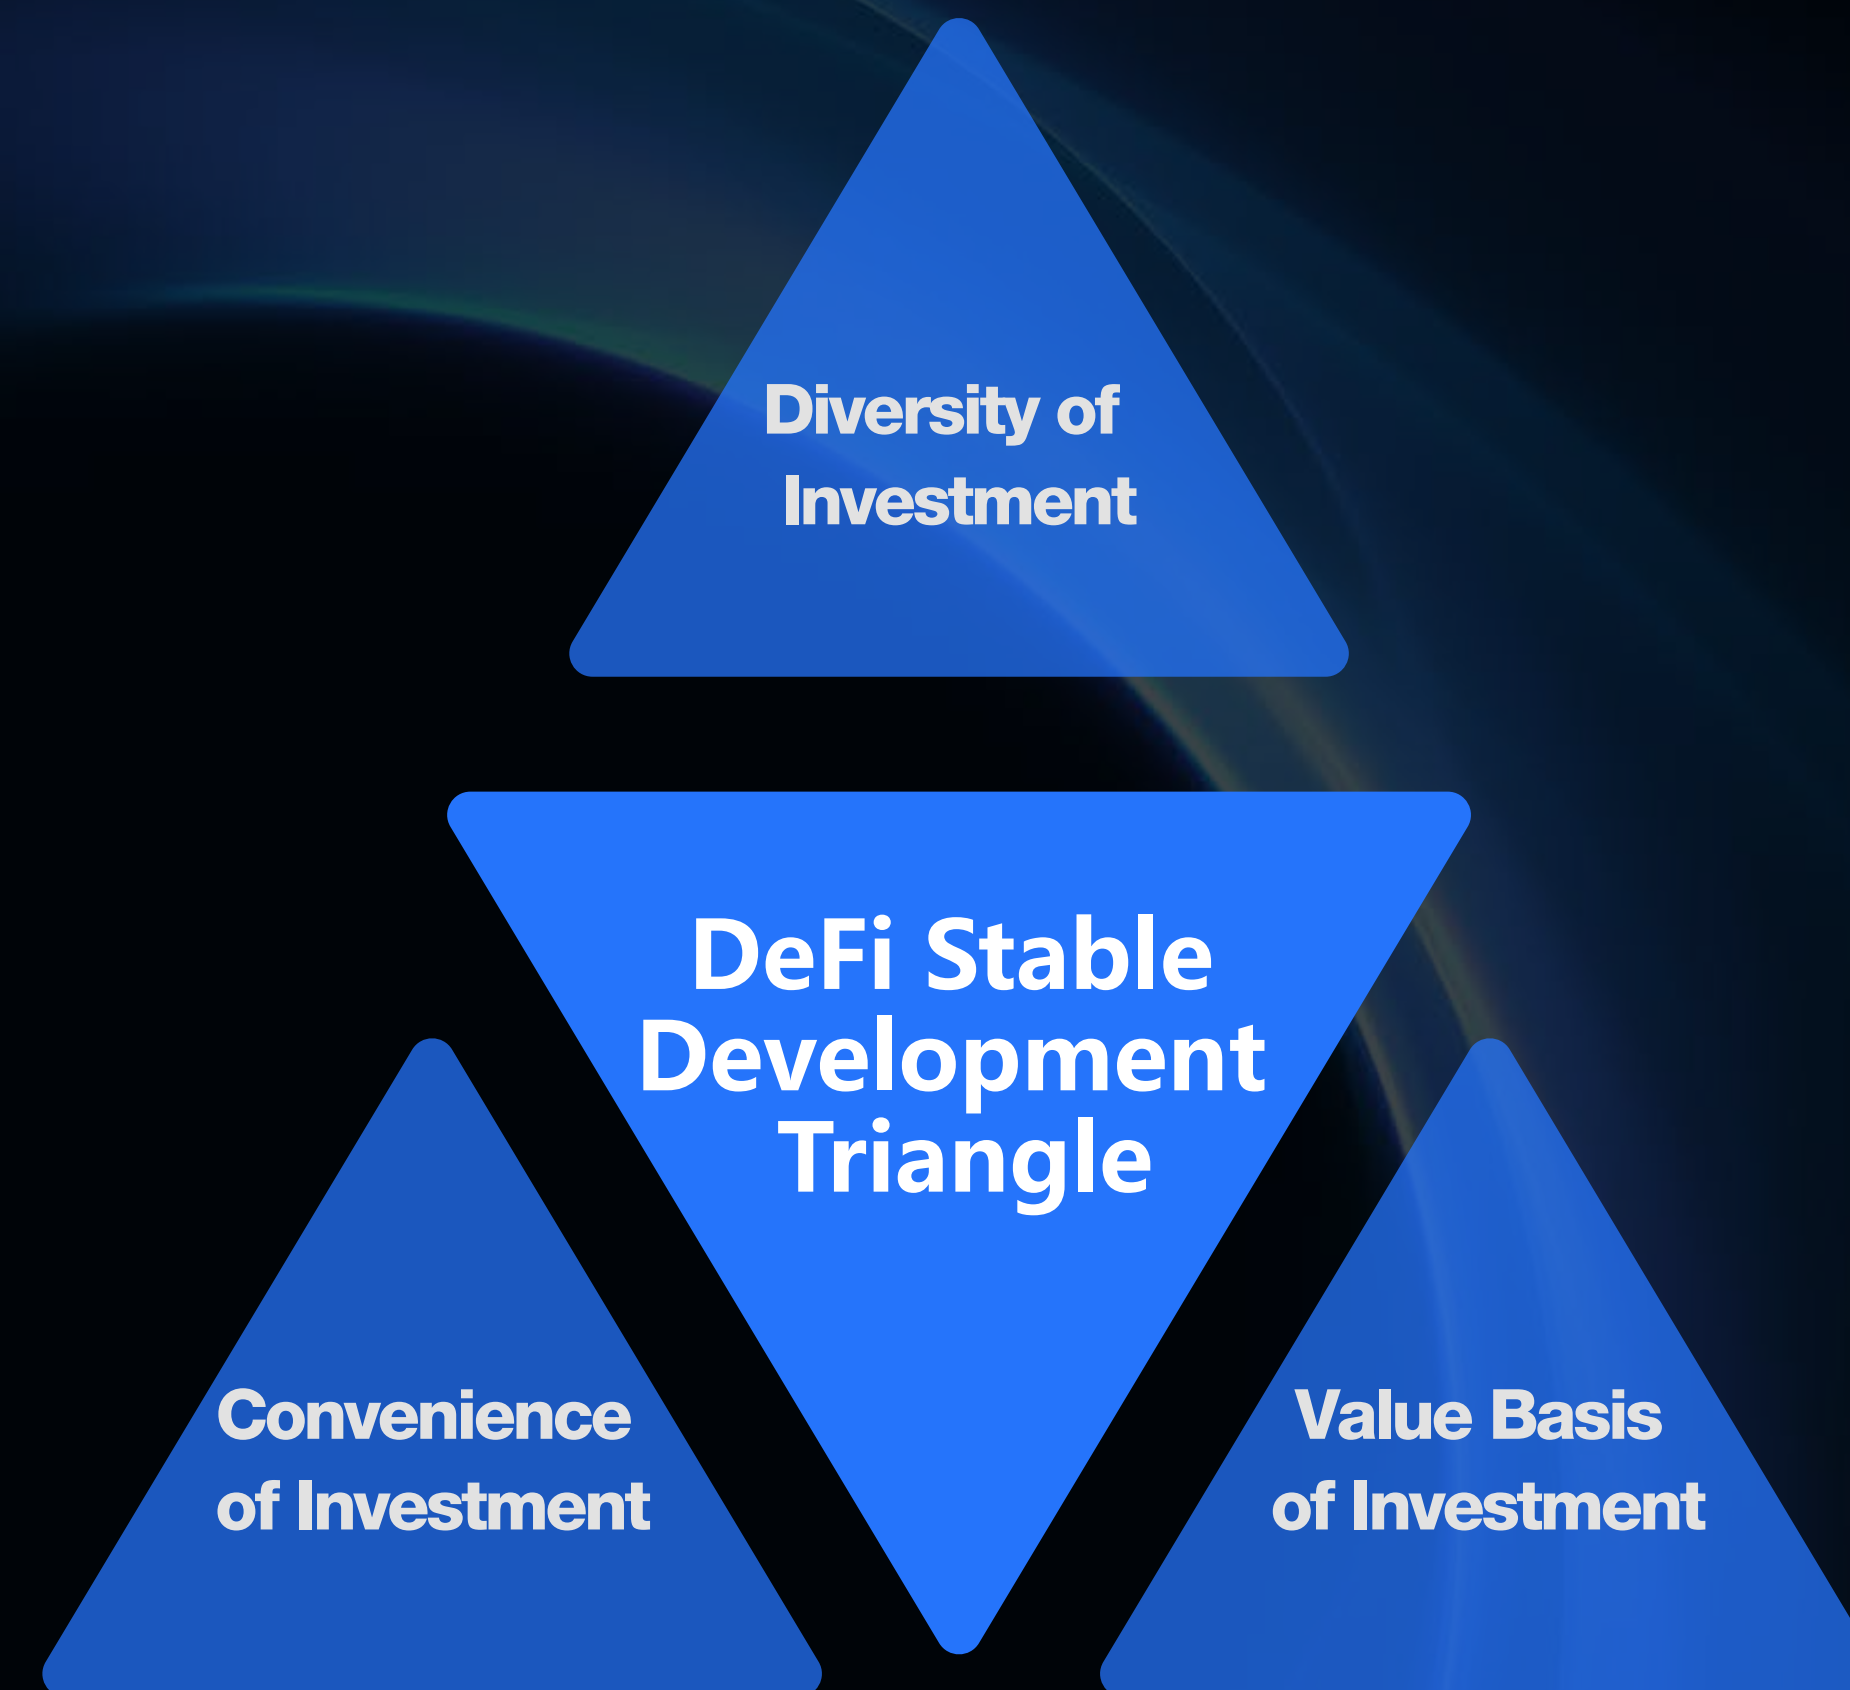 Diversity of
Investment
DeFi Stable
Development
Triangle
Convenience
of Investment
Value Basis
of Investment